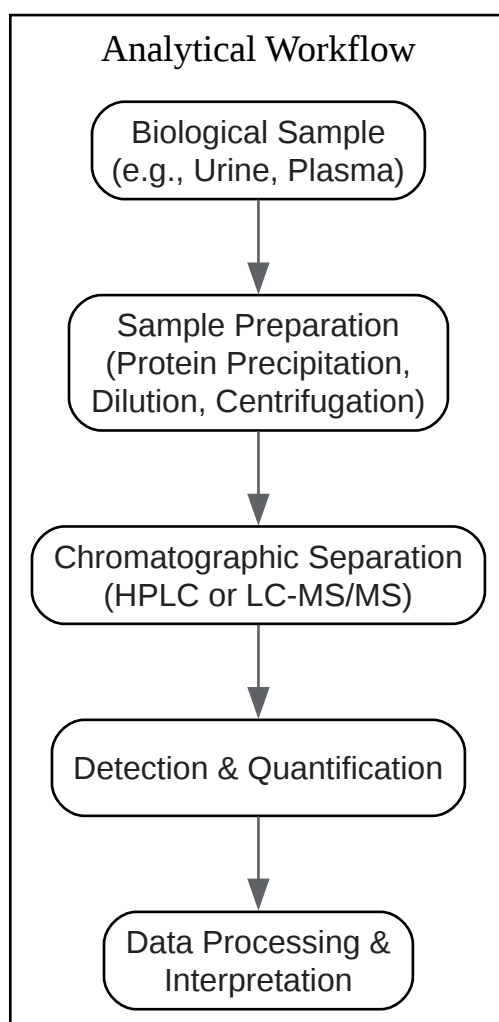 Analytical Workflow
Biological Sample
(e.g., Urine, Plasma)
Sample Preparation
(Protein Precipitation,
Dilution, Centrifugation)
Chromatographic Separation
(HPLC or LC-MS/MS)
Detection & Quantification
Data Processing &
Interpretation